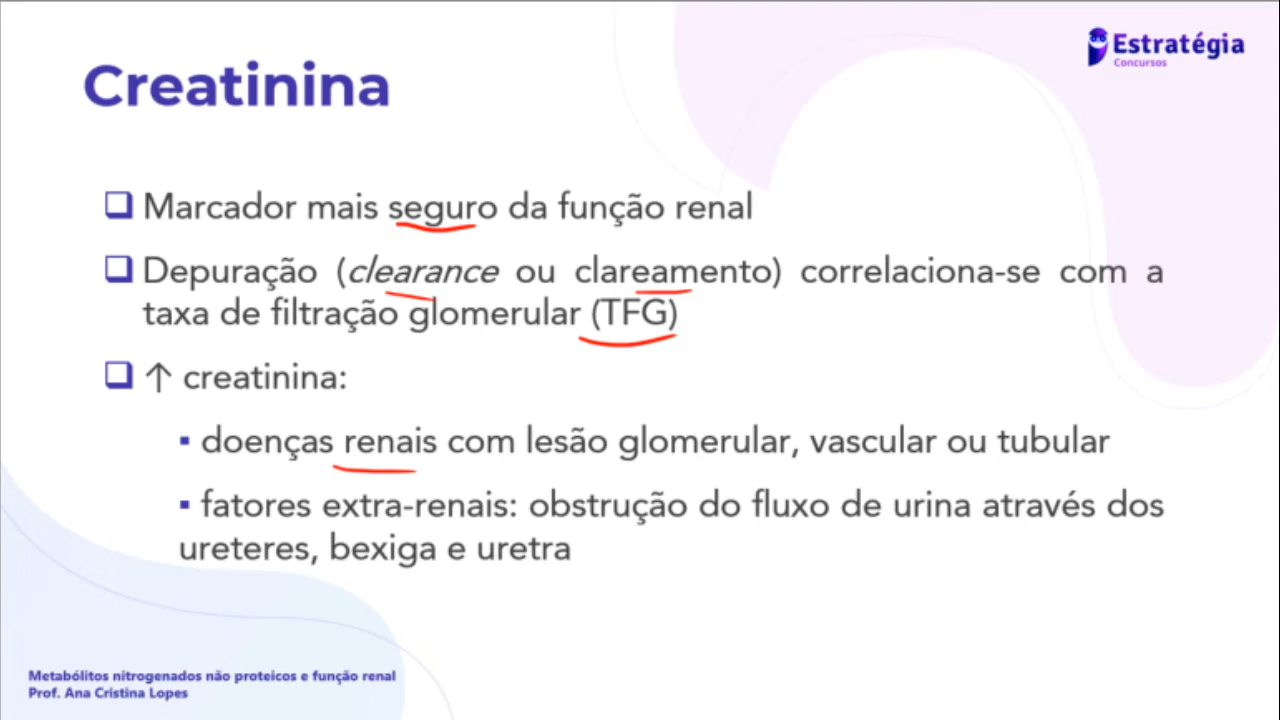 Estratégia
Concursos
Creatinina
❑ Marcador mais seguro da função renal
❑ Depuração (clearance ou clareamento) correlaciona-se com a
taxa de filtração glomerular (TFG)
❑ ↑ creatinina:
▪ doenças renais com lesão glomerular, vascular ou tubular
▪ fatores extra-renais: obstrução do fluxo de urina através dos
ureteres, bexiga e uretra
Metabólitos nitrogenados não proteicos e função renal
Prof. Ana Cristina Lopes